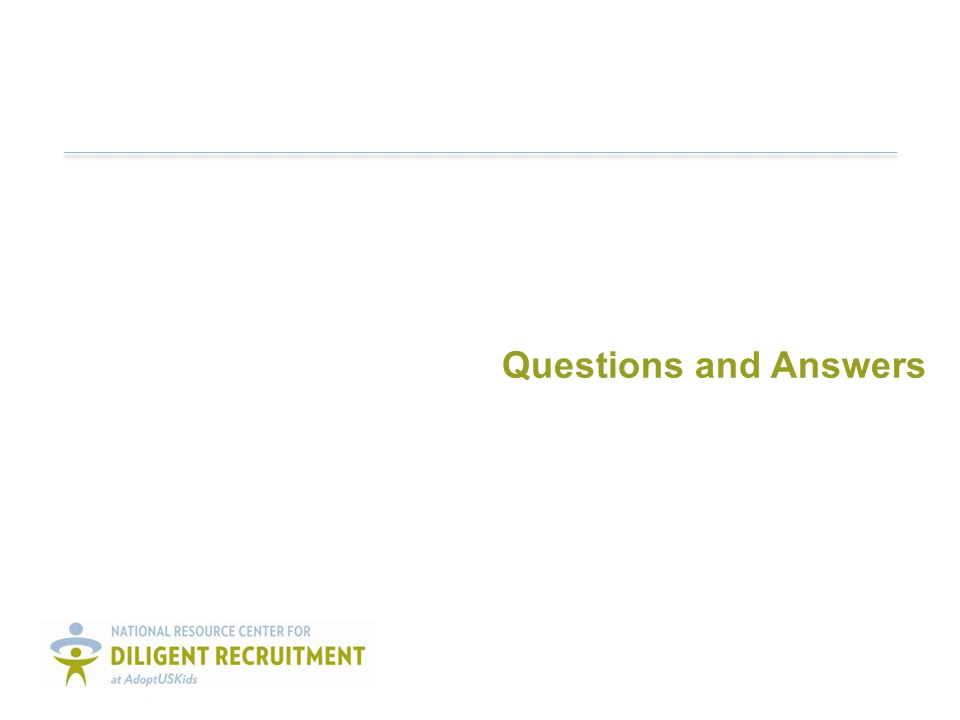 Questions and Answers
NATIONAL RESOURCE CENTER FOR
DILIGENT RECRUITMENT
at AdoptUSKids